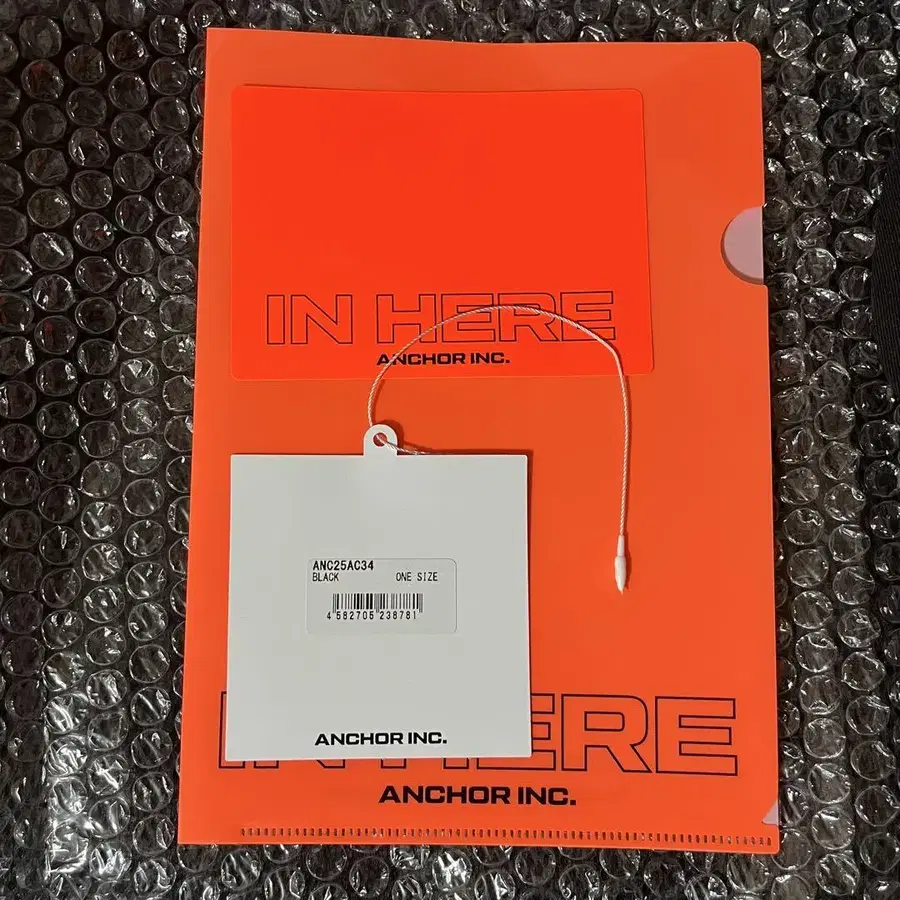 IN HERE
ANCHOR INC.
ANC25AC34
BLACK ONE SIZE
4 582705 238781
ANCHOR INC.
IN HERE
ANCHOR INC.